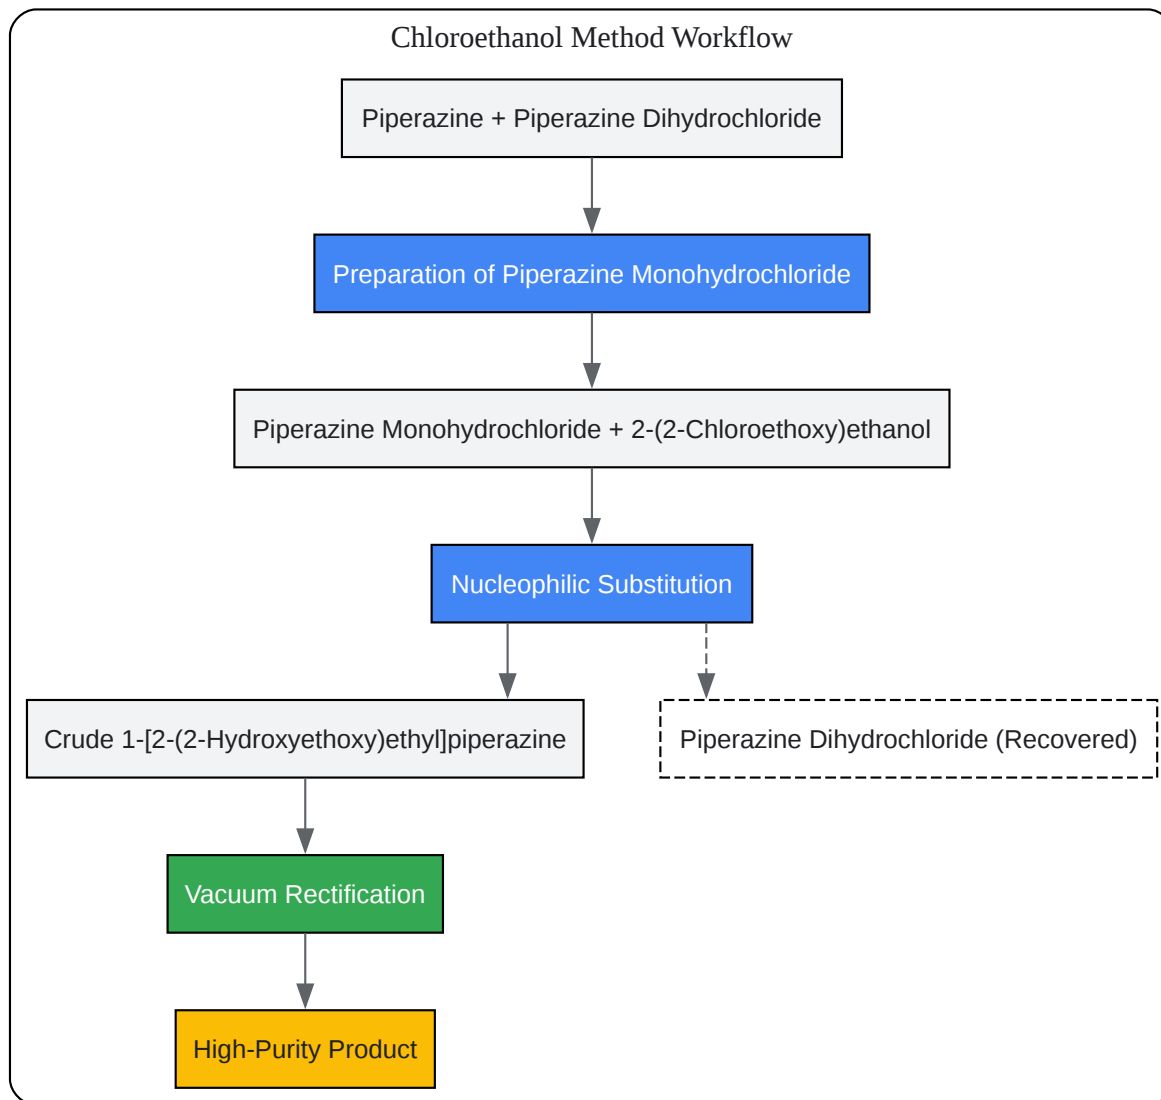 Chloroethanol Method Workflow
Piperazine + Piperazine Dihydrochloride
Preparation of Piperazine Monohydrochloride
Piperazine Monohydrochloride + 2-(2-Chloroethoxy)ethanol
Nucleophilic Substitution
Crude 1-[2-(2-Hydroxyethoxy)ethyl]piperazine
Piperazine Dihydrochloride (Recovered)
Vacuum Rectification
High-Purity Product